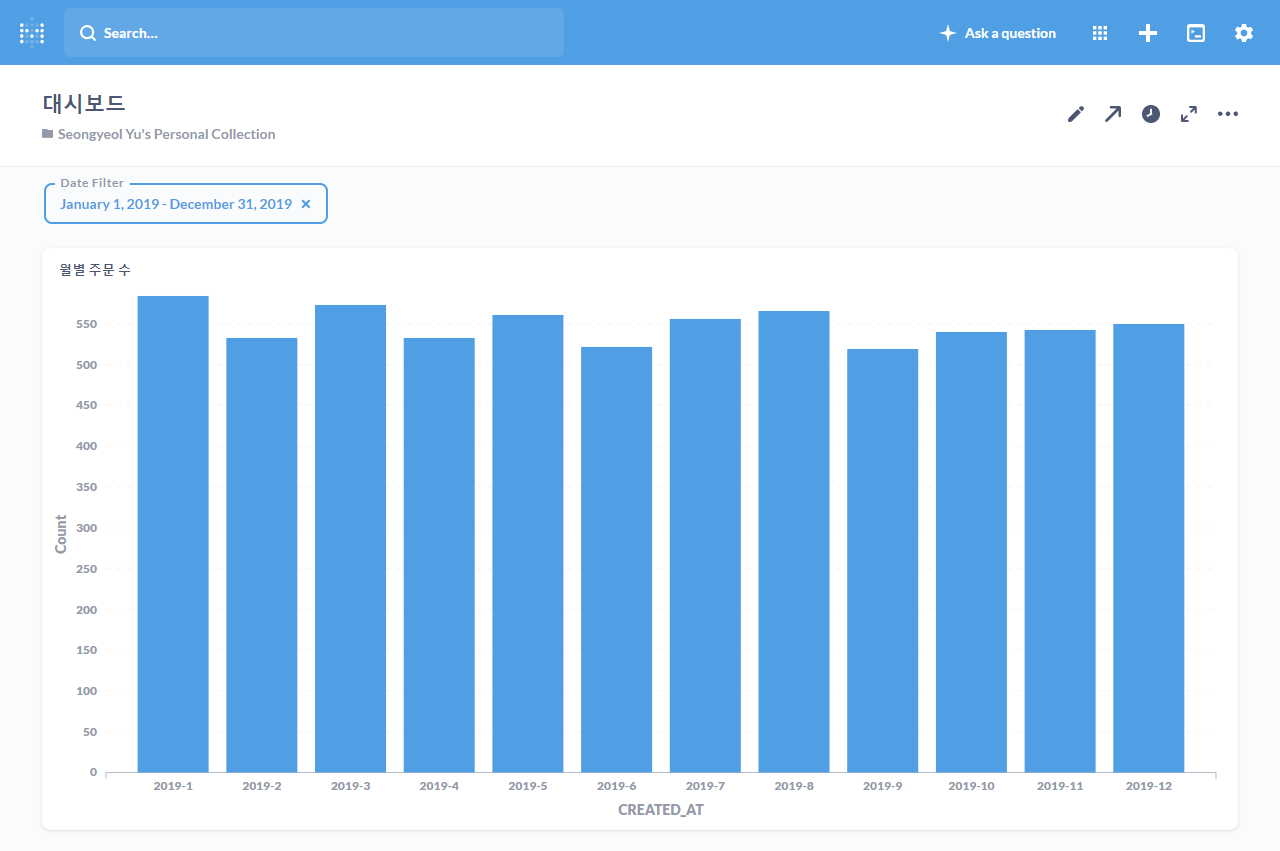 Search...
Ask a question
대시보드
Seongyeol Yu's Personal Collection
Date Filter
January 1, 2019 - December 31, 2019
월별 주문 수
550
500
450
400
350
300
250
200
150
100
50
0
Count
2019-1 2019-2 2019-3 2019-4 2019-5 2019-6 2019-7 2019-8 2019-9 2019-10 2019-11 2019-12
CREATED_AT